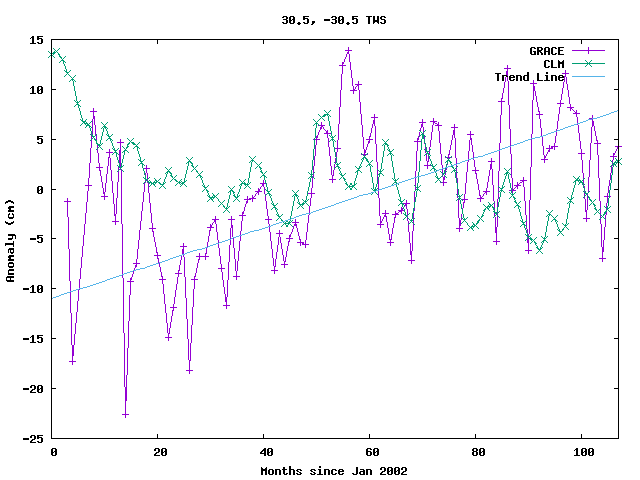 30.5, -30.5 TWS
GRACE
CLM
Trend Line
15
10
5
0
-5
-10
-15
-20
-25
Anomaly (cm)
0 20 40 60 80 100
Months since Jan 2002